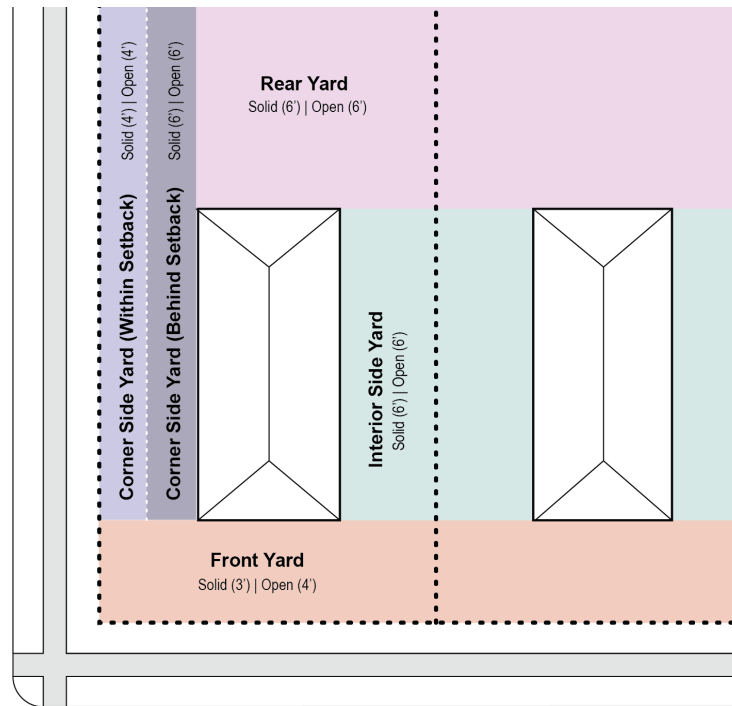 Rear Yard
Solid (6’) | Open (6’)
Corner Side Yard (Within Setback)
Solid (4’) | Open (4’)
Corner Side Yard (Behind Setback)
Solid (6’) | Open (6’)
Interior Side Yard
Solid (6’) | Open (6’)
Front Yard
Solid (3’) | Open (4’)